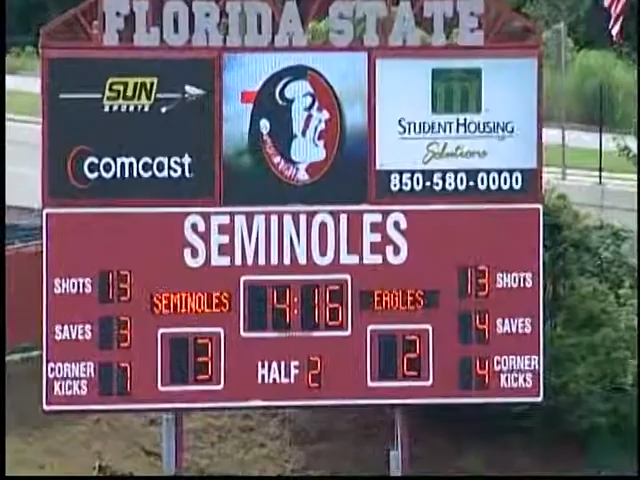 FLORIDA STATE
SUN
SPORTS
comcast.
STUDENT HOUSING
Solutions
850-580-0000
SEMINOLES
SHOTS 13
SEMINOLES
4:16
EAGLES
13 SHOTS
SAVES 3
4 SAVES
CORNER KICKS 7
3
HALF 2
2
4 CORNER KICKS